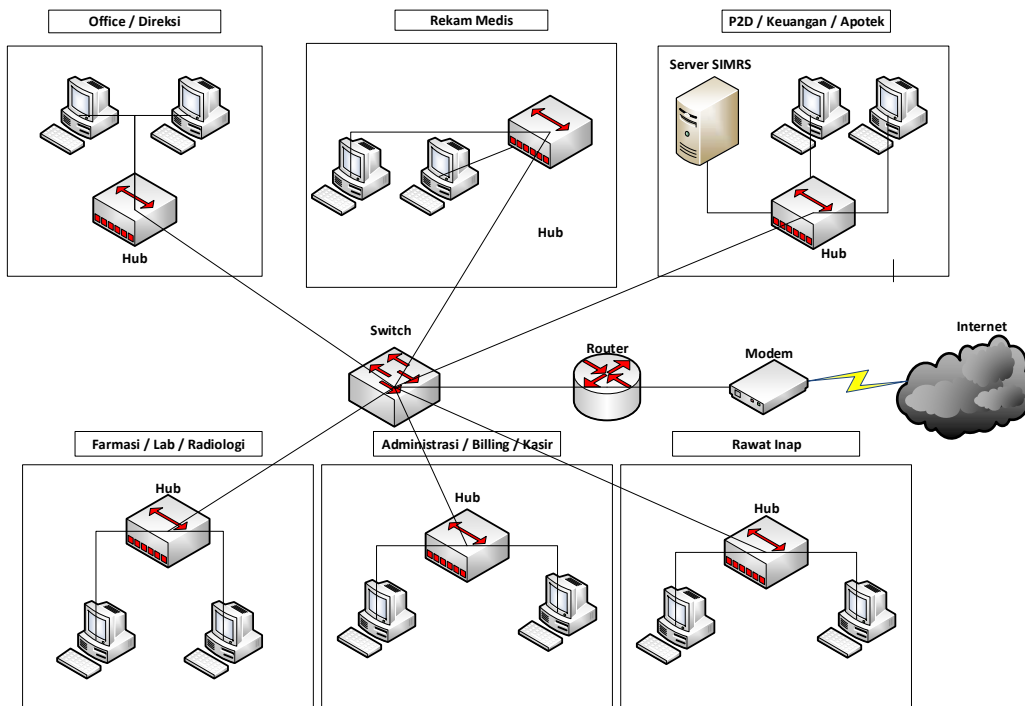 Office / Direksi
Rekam Medis
P2D / Keuangan / Apotek
Server SIMRS
Hub
Hub
Hub
Switch
Router
Modem
Internet
Farmasi / Lab / Radiologi
Administrasi / Billing / Kasir
Rawat Inap
Hub
Hub
Hub